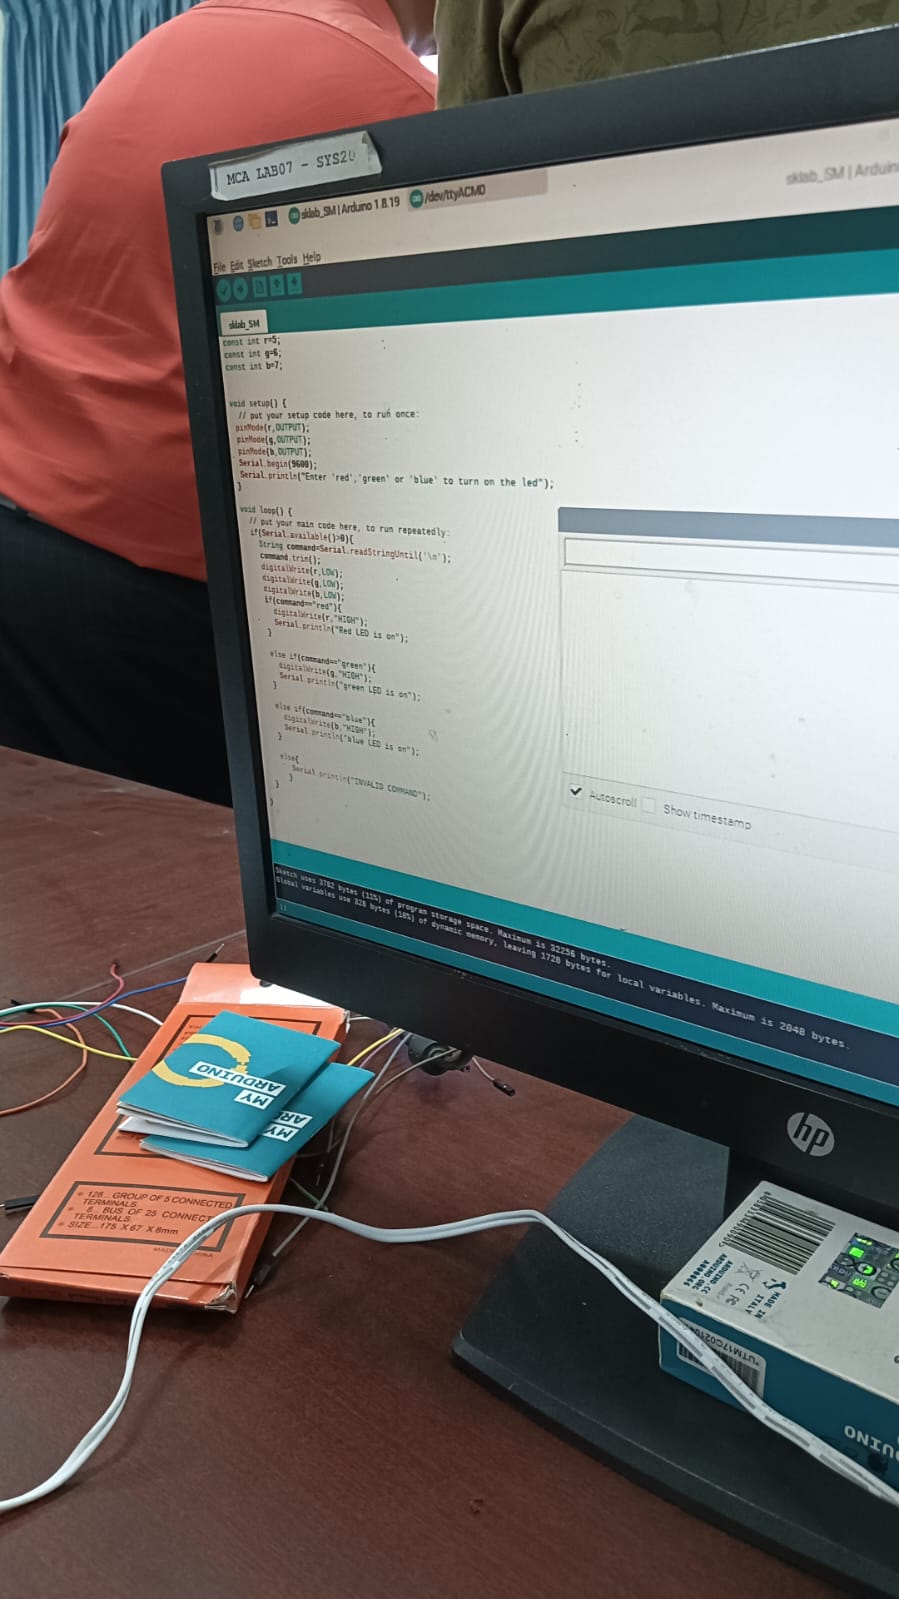 MCA LAB07 - SYS20
sklab_SM | Arduino 1.8.19
/dev/ttyACM0
sklab_SM | Arduin
File Edit Sketch Tools Help
sklab_SM
const int r=5;
const int g=6;
const int b=7;
void setup() {
// put your setup code here, to run once:
pinMode(r,OUTPUT);
pinMode(g,OUTPUT);
pinMode(b,OUTPUT);
Serial.begin(9600);
Serial.println("Enter 'red','green' or 'blue' to turn on the led");
}
void loop() {
// put your main code here, to run repeatedly:
if(Serial.available()>0){
String command=Serial.readStringUntil('\n');
command.trim();
digitalWrite(r,LOW);
digitalWrite(g,LOW);
digitalWrite(b,LOW);
if(command=="red"){
digitalWrite(r,"HIGH");
Serial.println("Red LED is on");
}
else if(command=="green"){
digitalWrite(g,"HIGH");
Serial.println("green LED is on");
}
else if(command=="blue"){
digitalWrite(b,"HIGH");
Serial.println("blue LED is on");
}
else{
Serial.println("INVALID COMMAND");
}
}
}
Autoscroll
Show timestamp
Sketch uses 3782 bytes (11%) of program storage space. Maximum is 32256 bytes.
Global variables use 328 bytes (16%) of dynamic memory, leaving 1720 bytes for local variables. Maximum is 2048 bytes.
11
hp
MY
ARDUINO
MY
AR
128... GROUP OF 5 CONNECTED
TERMINALS
8... BUS OF 25 CONNECT
TERMINALS
SIZE...175 X 67 X 8mm
ARDUINO.CC
ARDUINO.ORG
A000066
MADE IN
ITALY